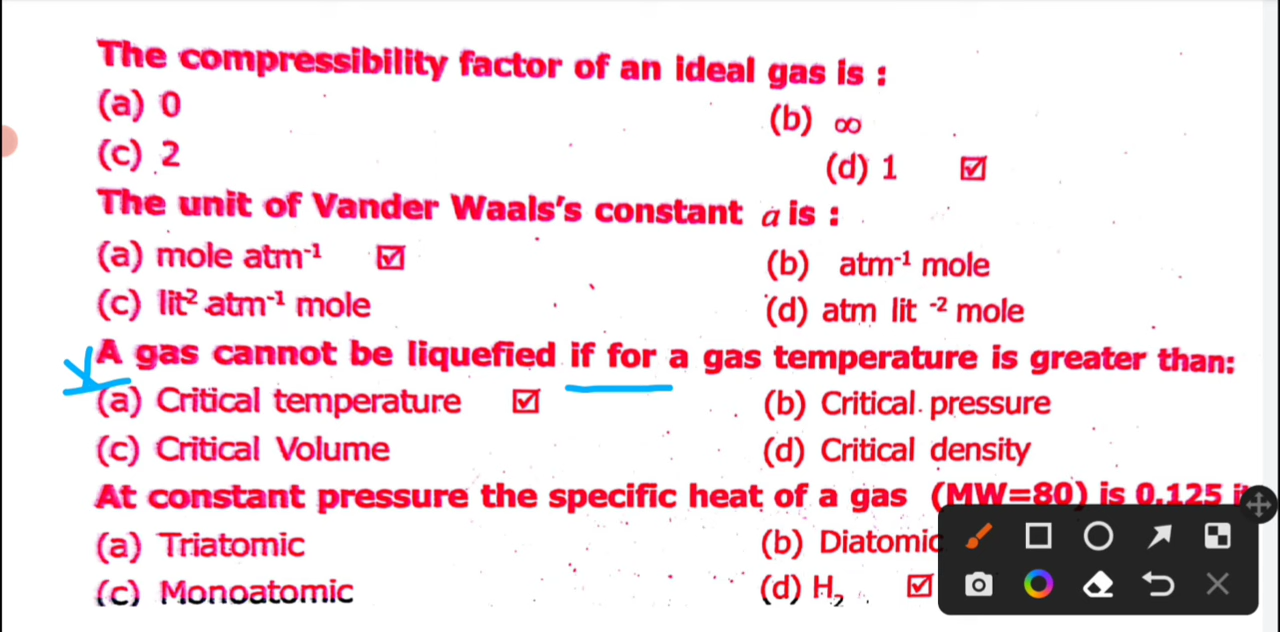 The compressibility factor of an ideal gas is :
(a) 0 (b) ∞
(c) 2 (d) 1 ☑
The unit of Vander Waals's constant a is :
(a) mole atm⁻¹ ☑ (b) atm⁻¹ mole
(c) lit² atm⁻¹ mole (d) atm lit ⁻² mole
A gas cannot be liquefied if for a gas temperature is greater than:
(a) Critical temperature ☑ (b) Critical pressure
(c) Critical Volume (d) Critical density
At constant pressure the specific heat of a gas (MW=80) is 0.125
(a) Triatomic (b) Diatomic
(c) Monoatomic (d) H₂ ☑